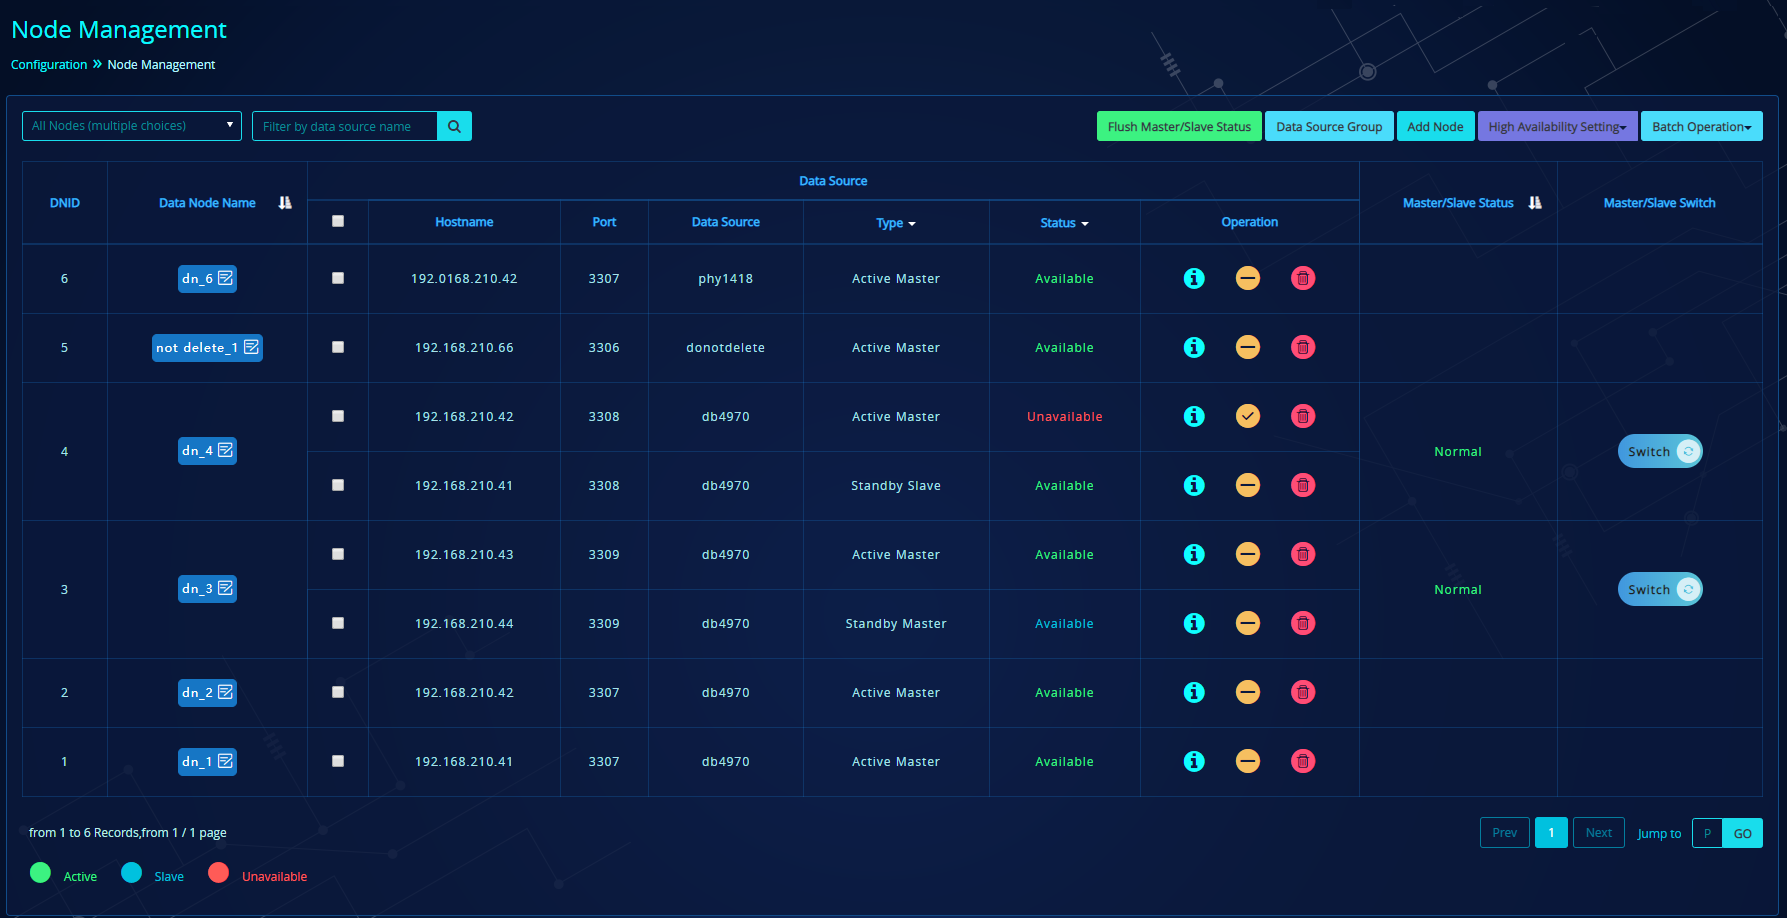 Node Management
Configuration » Node Management
All Nodes (multiple choices) Filter by data source name Flush Master/Slave Status Data Source Group Add Node High Availability Setting Batch Operation
DNID Data Node Name Data Source Master/Slave Status Master/Slave Switch
Hostname Port Data Source Type Status Operation
6 dn_6 192.0168.210.42 3307 phy1418 Active Master Available
5 not delete_1 192.168.210.66 3306 donotdelete Active Master Available
192.168.210.42 3308 db4970 Active Master Unavailable
4 dn_4 Normal Switch
192.168.210.41 3308 db4970 Standby Slave Available
192.168.210.43 3309 db4970 Active Master Available
3 dn_3 Normal Switch
192.168.210.44 3309 db4970 Standby Master Available
2 dn_2 192.168.210.42 3307 db4970 Active Master Available
1 dn_1 192.168.210.41 3307 db4970 Active Master Available
from 1 to 6 Records,from 1 / 1 page Prev 1 Next Jump to P GO
Active Slave Unavailable